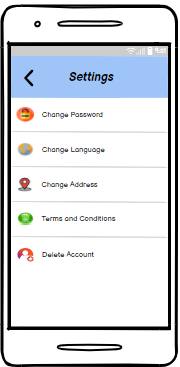 Settings
Change Password
Change Language
Change Address
Terms and Conditions
Delete Account